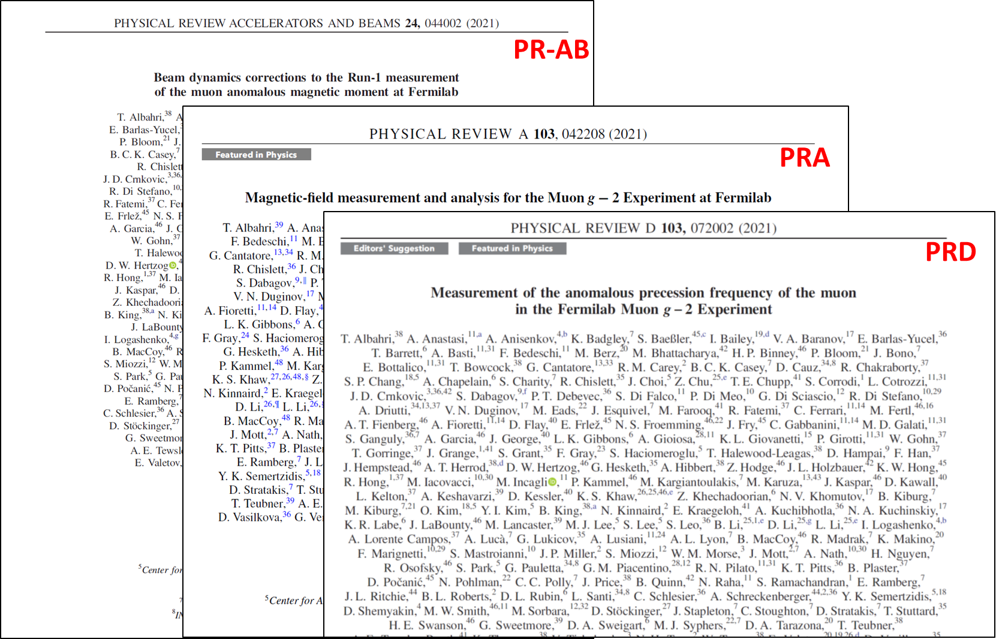 PHYSICAL REVIEW ACCELERATORS AND BEAMS 24, 044002 (2021)
PR-AB
Beam dynamics corrections to the Run-1 measurement
of the muon anomalous magnetic moment at Fermilab
T. Albahri,38 A
E. Barlas-Yucel,
P. Bloom,21 J.
B. C. K. Casey,7
R. Chislett
J. D. Crnkovic,3,36,
R. Di Stefano,10,
R. Fatemi,37 C. Fer
E. Frlež,45 N. S. F
A. Garcia,46 J. G
W. Gohn,37
T. Halewoo
D. W. Hertzog,4
R. Hong,1,37 M. Ia
J. Kaspar,46 D.
Z. Khechadoori
B. King,38,a N. Ki
J. LaBounty
I. Logashenko,4,g
B. MacCoy,46 R
S. Miozzi,12 W. M
S. Park,5 G. Pau
D. Počanić,45 N. P
E. Ramberg,7
C. Schlesier,36 A. S
D. Stöckinger,27
G. Sweetmor
A. E. Tewsl
E. Valetov,
5Center for
7
8IN
PHYSICAL REVIEW A 103, 042208 (2021)
Featured in Physics
PRA
Magnetic-field measurement and analysis for the Muon g − 2 Experiment at Fermilab
T. Albahri,39 A. Anas
F. Bedeschi,11 M. B
G. Cantatore,13,34 R. M.
R. Chislett,36 J. Ch
S. Dabagov,9,|| P. T
V. N. Duginov,17 M
A. Fioretti,11,14 D. Flay,4
L. K. Gibbons,6 A. G
F. Gray,24 S. Haciomerog
G. Hesketh,36 A. Hib
P. Kammel,48 M. Karg
K. S. Khaw,27,26,48,§ Z.
N. Kinnaird,2 E. Kraegel
D. Li,26,¶ L. Li,26,§
B. MacCoy,48 R. Ma
J. Mott,2,7 A. Nath,
K. T. Pitts,37 B. Plaster
E. Ramberg,7 J. L
Y. K. Semertzidis,5,18
D. Stratakis,7 T. Stu
T. Teubner,39 A. E.
D. Vasilkova,36 G. Ve
5Center for A
PHYSICAL REVIEW D 103, 072002 (2021)
Editors' Suggestion Featured in Physics
PRD
Measurement of the anomalous precession frequency of the muon
in the Fermilab Muon g − 2 Experiment
T. Albahri,38 A. Anastasi,11,a A. Anisenkov,4,b K. Badgley,7 S. Baeßler,45,c I. Bailey,19,d V. A. Baranov,17 E. Barlas-Yucel,36
T. Barrett,6 A. Basti,11,31 F. Bedeschi,11 M. Berz,20 M. Bhattacharya,42 H. P. Binney,46 P. Bloom,21 J. Bono,7
E. Bottalico,11,31 T. Bowcock,38 G. Cantatore,13,33 R. M. Carey,2 B. C. K. Casey,7 D. Cauz,34,8 R. Chakraborty,37
S. P. Chang,18,5 A. Chapelain,6 S. Charity,7 R. Chislett,35 J. Choi,5 Z. Chu,25,e T. E. Chupp,41 S. Corrodi,1 L. Cotrozzi,11,31
J. D. Crnkovic,3,36,42 S. Dabagov,9,f P. T. Debevec,36 S. Di Falco,11 P. Di Meo,10 G. Di Sciascio,12 R. Di Stefano,10,29
A. Driutti,34,13,37 V. N. Duginov,17 M. Eads,22 J. Esquivel,7 M. Farooq,41 R. Fatemi,37 C. Ferrari,11,14 M. Fertl,46,16
A. T. Fienberg,46 A. Fioretti,11,14 D. Flay,40 E. Frlež,45 N. S. Froemming,46,22 J. Fry,45 C. Gabbanini,11,14 M. D. Galati,11,31
S. Ganguly,36,7 A. Garcia,46 J. George,40 L. K. Gibbons,6 A. Gioiosa,28,11 K. L. Giovanetti,15 P. Girotti,11,31 W. Gohn,37
T. Gorringe,37 J. Grange,1,41 S. Grant,35 F. Gray,23 S. Haciomeroglu,5 T. Halewood-Leagas,38 D. Hampai,9 F. Han,37
J. Hempstead,46 A. T. Herrod,38,d D. W. Hertzog,46 G. Hesketh,35 A. Hibbert,38 Z. Hodge,46 J. L. Holzbauer,42 K. W. Hong,45
R. Hong,1,37 M. Iacovacci,10,30 M. Incagli,11 P. Kammel,46 M. Kargiantoulakis,7 M. Karuza,13,43 J. Kaspar,46 D. Kawall,40
L. Kelton,37 A. Keshavarzi,39 D. Kessler,40 K. S. Khaw,26,25,46,e Z. Khechadoorian,6 N. V. Khomutov,17 B. Kiburg,7
M. Kiburg,7,21 O. Kim,18,5 Y. I. Kim,5 B. King,38,a N. Kinnaird,2 E. Kraegeloh,41 A. Kuchibhotla,36 N. A. Kuchinskiy,17
K. R. Labe,6 J. LaBounty,46 M. Lancaster,39 M. J. Lee,5 S. Lee,5 S. Leo,36 B. Li,25,1,e D. Li,25,g L. Li,25,e I. Logashenko,4,b
A. Lorente Campos,37 A. Lucà,7 G. Lukicov,35 A. Lusiani,11,24 A. L. Lyon,7 B. MacCoy,46 R. Madrak,7 K. Makino,20
F. Marignetti,10,29 S. Mastroianni,10 J. P. Miller,2 S. Miozzi,12 W. M. Morse,3 J. Mott,2,7 A. Nath,10,30 H. Nguyen,7
R. Osofsky,46 S. Park,5 G. Pauletta,34,8 G. M. Piacentino,28,12 R. N. Pilato,11,31 K. T. Pitts,36 B. Plaster,37
D. Počanić,45 N. Pohlman,22 C. C. Polly,7 J. Price,38 B. Quinn,42 N. Raha,11 S. Ramachandran,1 E. Ramberg,7
J. L. Ritchie,44 B. L. Roberts,2 D. L. Rubin,6 L. Santi,34,8 C. Schlesier,36 A. Schreckenberger,44,2,36 Y. K. Semertzidis,5,18
D. Shemyakin,4 M. W. Smith,46,11 M. Sorbara,12,32 D. Stöckinger,27 J. Stapleton,7 C. Stoughton,7 D. Stratakis,7 T. Stuttard,35
H. E. Swanson,46 G. Sweetmore,39 D. A. Sweigart,6 M. J. Syphers,22,7 D. A. Tarazona,20 T. Teubner,38